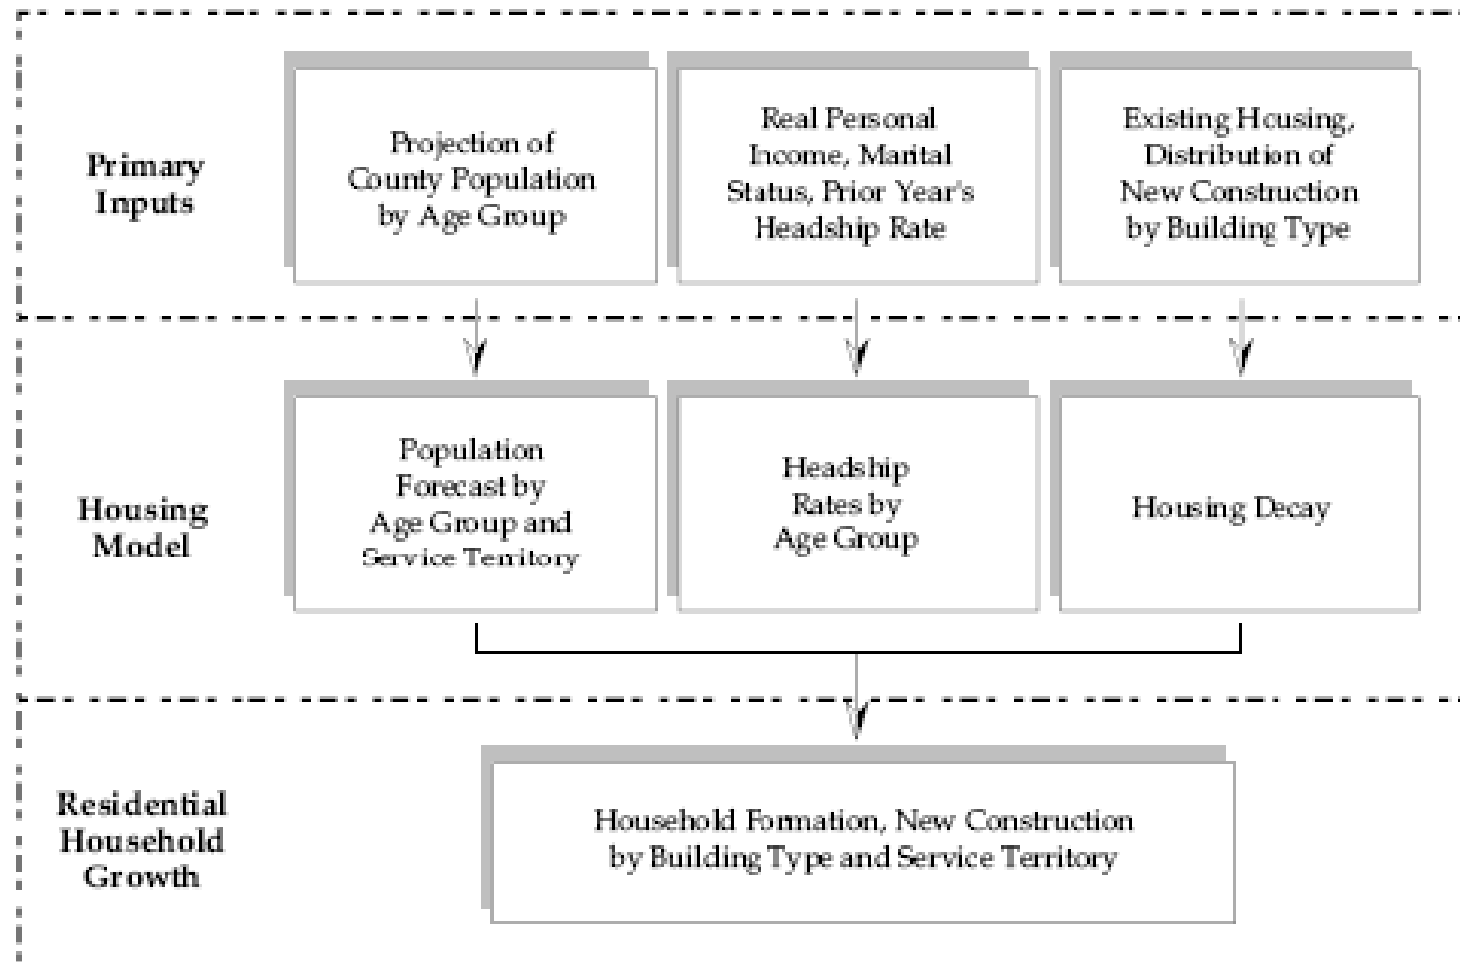 Primary
Inputs
Projection of
County Population
by Age Group
Real Personal
Income, Marital
Status, Prior Year's
Headship Rate
Existing Housing,
Distribution of
New Construction
by Building Type
Housing
Model
Population
Forecast by
Age Group and
Service Territory
Headship
Rates by
Age Group
Housing Decay
Residential
Household
Growth
Household Formation, New Construction
by Building Type and Service Territory